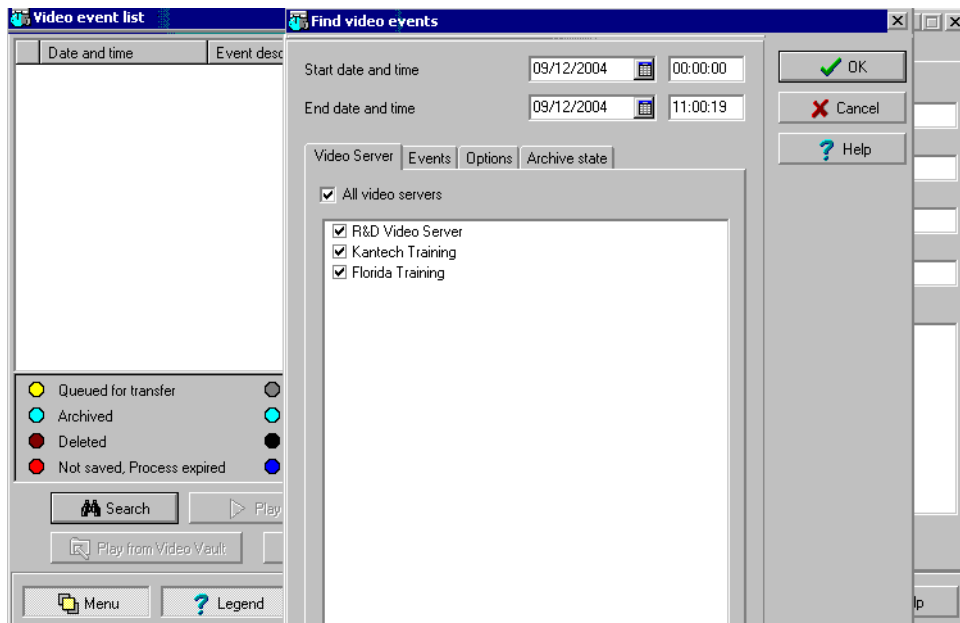 Video event list
Date and time
Event desc
Queued for transfer
Archived
Deleted
Not saved, Process expired
Search
Play
Play from Video Vault
Menu
Legend
Find video events
Start date and time
09/12/2004
00:00:00
End date and time
09/12/2004
11:00:19
Video Server
Events
Options
Archive state
All video servers
R&D Video Server
Kantech Training
Florida Training
OK
Cancel
Help
lp